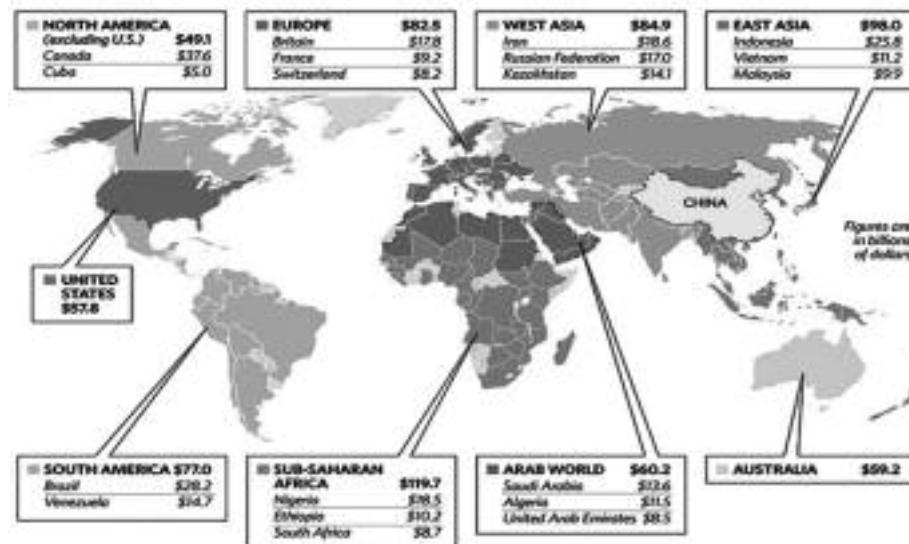 NORTH AMERICA
(excluding U.S.) $49.1
Canada $37.6
Cuba $5.0
EUROPE $82.5
Britain $17.8
France $9.2
Switzerland $8.2
WEST ASIA $84.9
Iran $18.6
Russian Federation $17.0
Kazakhstan $14.1
EAST ASIA $98.0
Indonesia $25.8
Vietnam $11.2
Malaysia $9.9
CHINA
Figures are
in billions
of dollars
UNITED
STATES
$57.8
SOUTH AMERICA $77.0
Brazil $28.2
Venezuela $14.7
SUB-SAHARAN
AFRICA $119.7
Nigeria $18.5
Ethiopia $10.2
South Africa $8.7
ARAB WORLD $60.2
Saudi Arabia $13.6
Algeria $11.5
United Arab Emirates $8.5
AUSTRALIA $59.2